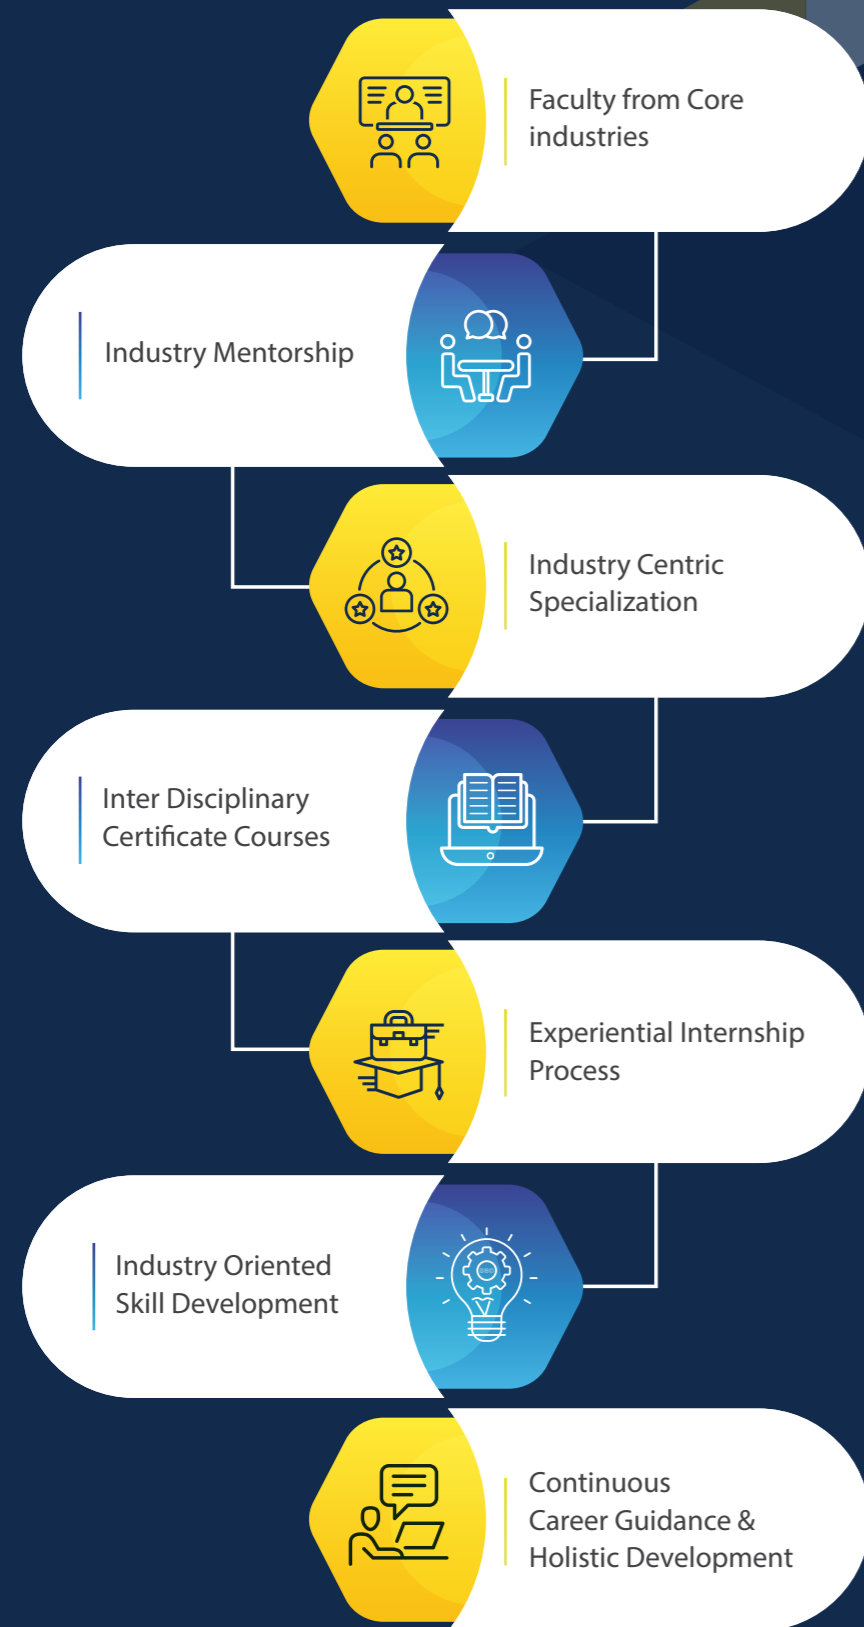 Faculty from Core
industries
Industry Mentorship
Industry Centric
Specialization
Inter Disciplinary
Certificate Courses
Experiential Internship
Process
Industry Oriented
Skill Development
Continuous
Career Guidance &
Holistic Development